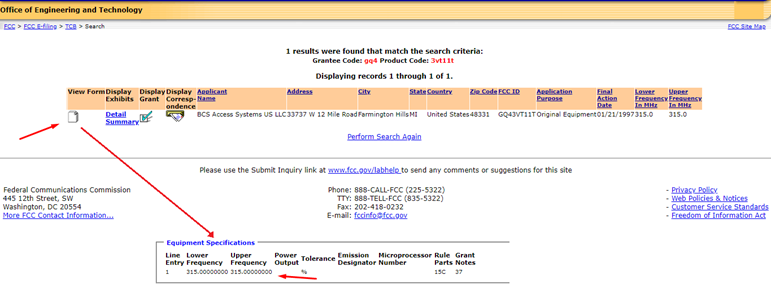 Office of Engineering and Technology
FCC > FCC E-filing > TCB > Search FCC Site Map
1 results were found that match the search criteria:
Grantee Code: gq4 Product Code: 3vt11t
Displaying records 1 through 1 of 1.
View Form Display Exhibits Display Grant Display Corresp-ondence Applicant Name Address City State Country Zip Code FCC ID Application Purpose Final Action Date Lower Frequency In MHz Upper Frequency In MHz
Detail Summary BCS Access Systems US LLC 33737 W 12 Mile Road Farmington Hills MI United States 48331 GQ43VT11T Original Equipment 01/21/1997 315.0 315.0
Perform Search Again
Please use the Submit Inquiry link at www.fcc.gov/labhelp to send any comments or suggestions for this site
Federal Communications Commission
445 12th Street, SW
Washington, DC 20554
More FCC Contact Information...
Phone: 888-CALL-FCC (225-5322)
TTY: 888-TELL-FCC (835-5322)
Fax: 202-418-0232
E-mail: fccinfo@fcc.gov
- Privacy Policy
- Web Policies & Notices
- Customer Service Standards
- Freedom of Information Act
Equipment Specifications
Line Entry Lower Frequency Upper Frequency Power Output Tolerance Emission Designator Microprocessor Number Rule Parts Grant Notes
1 315.00000000 315.00000000 % 15C 37